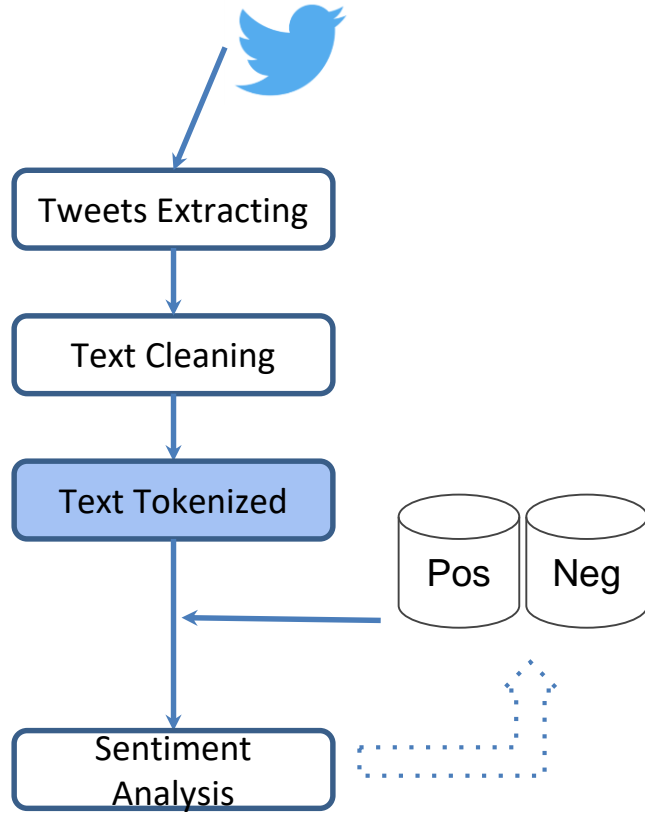 Tweets Extracting
Text Cleaning
Text Tokenized
Pos
Neg
Sentiment
Analysis